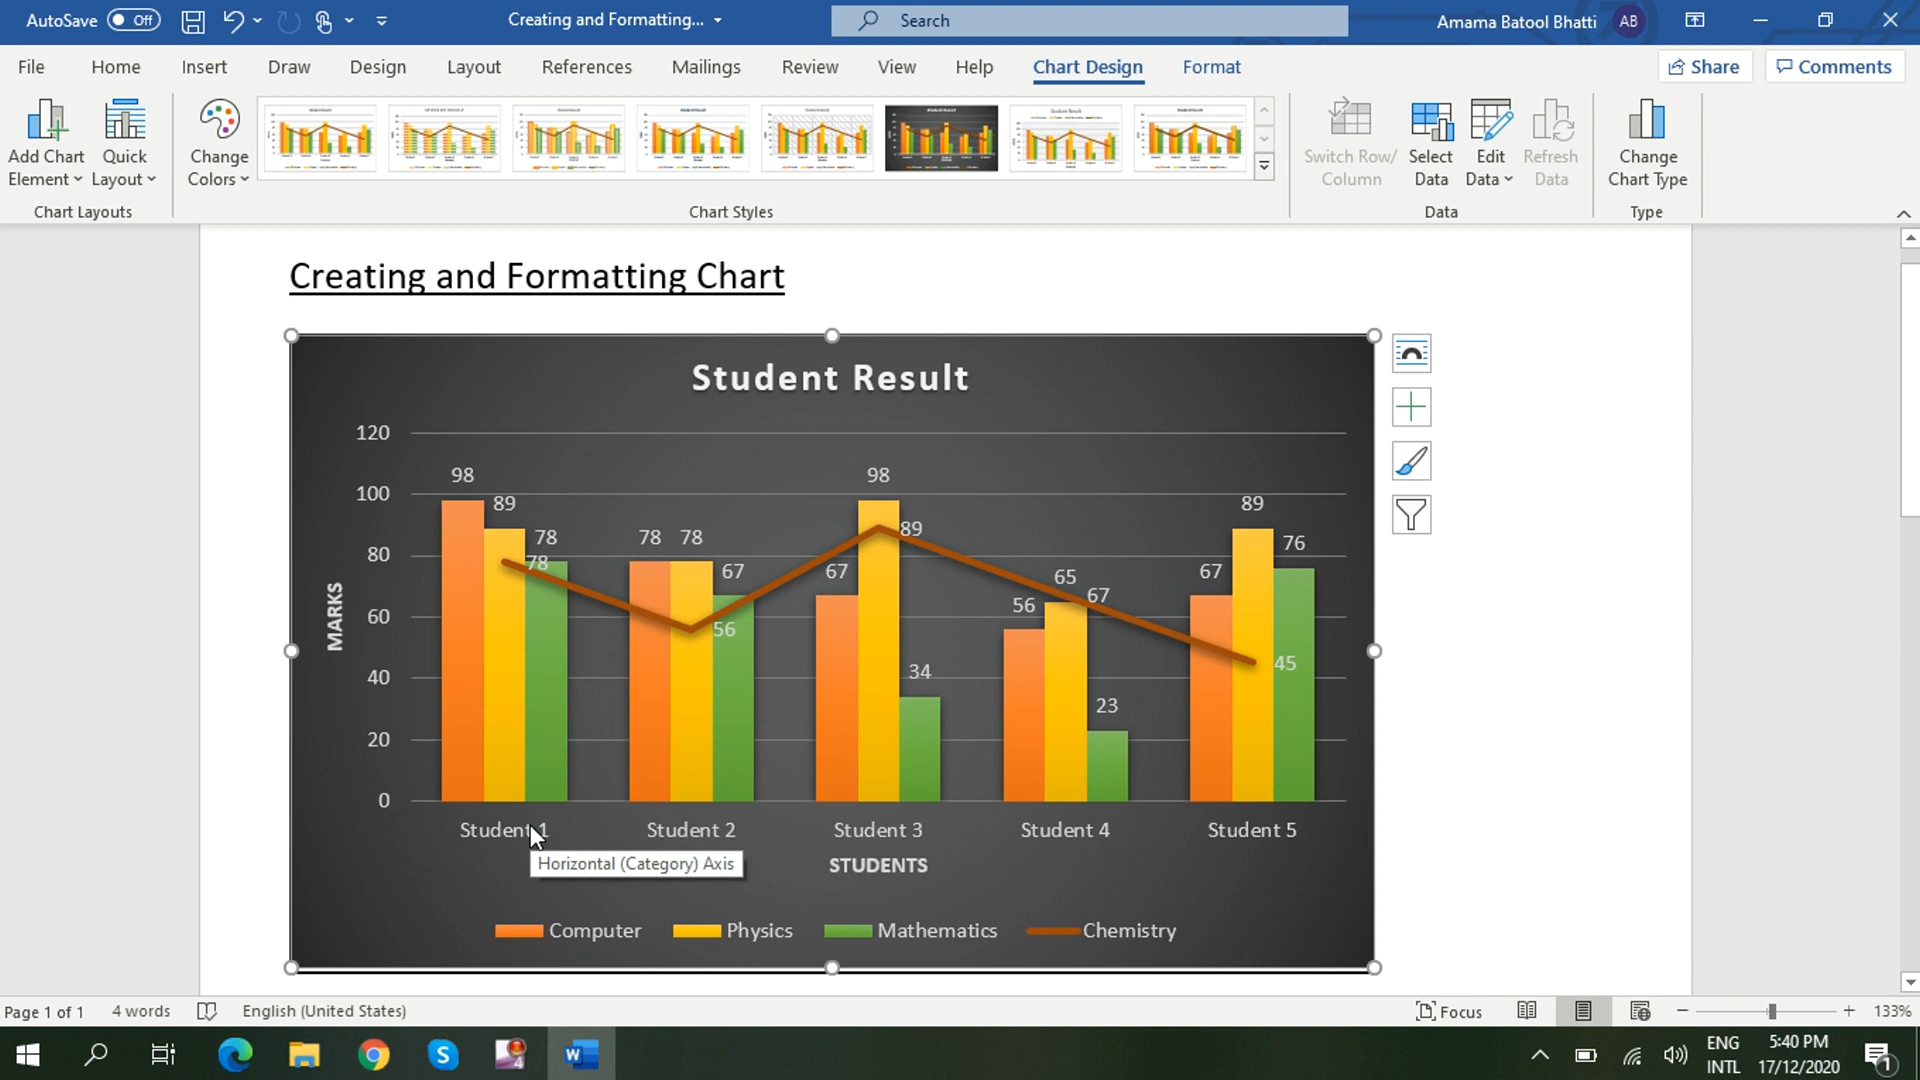 AutoSave Off Creating and Formatting... Search Amama Batool Bhatti AB
File Home Insert Draw Design Layout References Mailings Review View Help Chart Design Format Share Comments
Add Chart Element
Quick Layout
Change Colors
Switch Row/ Column
Select Data
Edit Data
Refresh Data
Change Chart Type
Chart Layouts Chart Styles Data Type
Creating and Formatting Chart
Student Result
120
100
80
60
40
20
0
MARKS
98 89 78 78
78 78 67 56
67 98 89 34
56 65 67 23
67 89 76 45
Student 1 Student 2 Student 3 Student 4 Student 5
Horizontal (Category) Axis
STUDENTS
Computer Physics Mathematics Chemistry
Page 1 of 1 4 words English (United States) Focus 133%
4
W
S
ENG
INTL
5:40 PM
17/12/2020
1